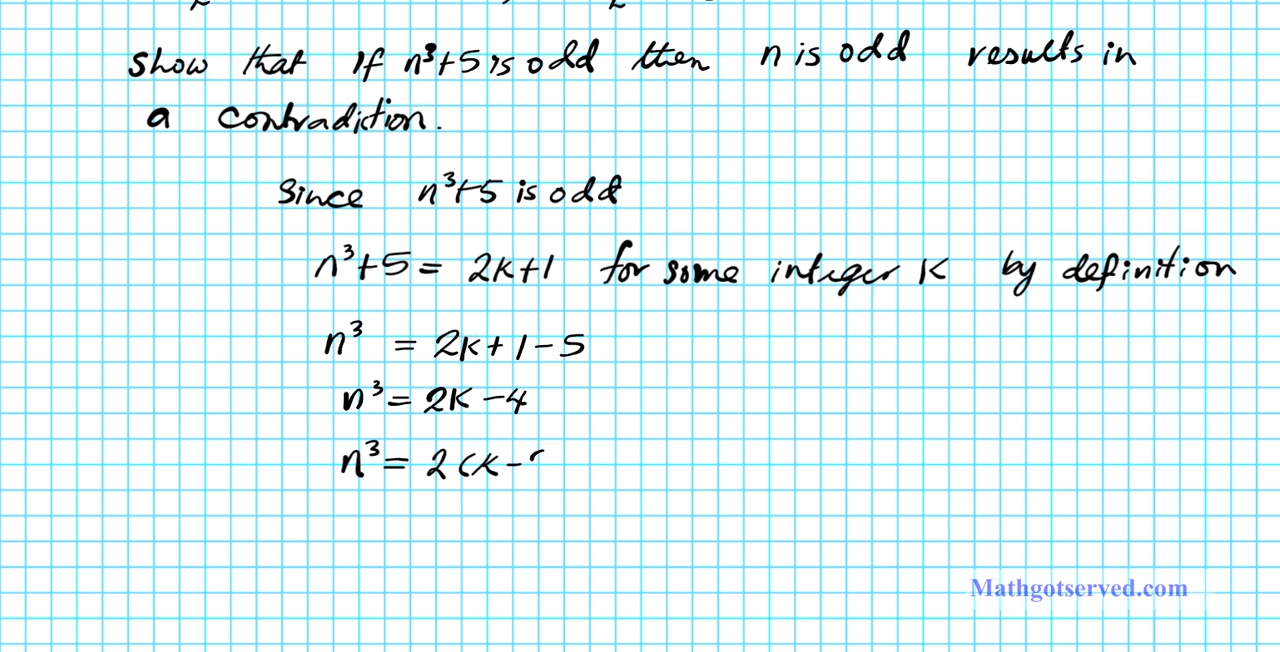 show that If n³+5 is odd then n is odd results in
a contradiction.
Since n³+5 is odd
n³+5 = 2k+1 for some integer K by definition
n³ = 2k+1-5
n³ = 2K-4
n³ = 2(K-
Mathgotserved.com